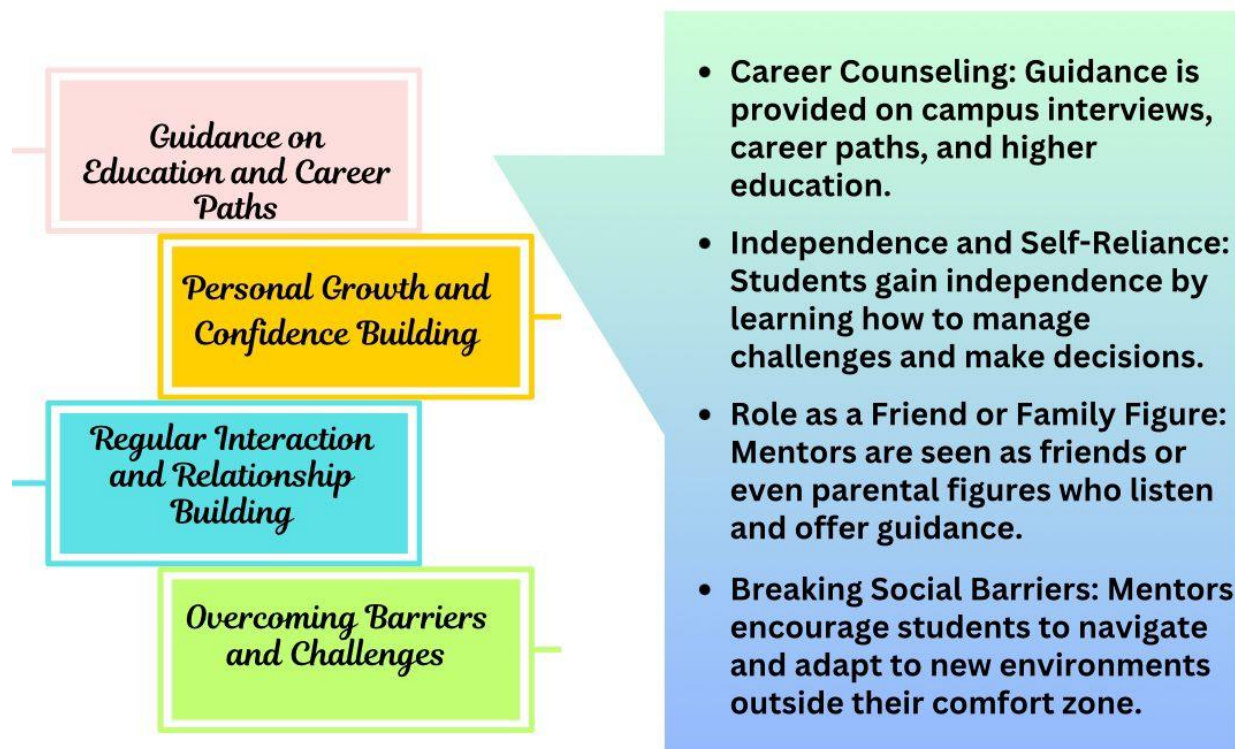 Guidance on
Education and Career
Paths
Personal Growth and
Confidence Building
Regular Interaction
and Relationship
Building
Overcoming Barriers
and Challenges
• Career Counseling: Guidance is
provided on campus interviews,
career paths, and higher
education.
• Independence and Self-Reliance:
Students gain independence by
learning how to manage
challenges and make decisions.
• Role as a Friend or Family Figure:
Mentors are seen as friends or
even parental figures who listen
and offer guidance.
• Breaking Social Barriers: Mentors
encourage students to navigate
and adapt to new environments
outside their comfort zone.